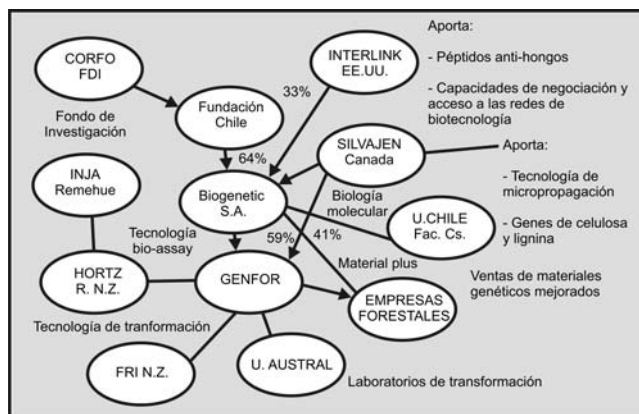 CORFO
FDI
Fondo de
Investigación
Fundación
Chile
33%
64%
INTERLINK
EE.UU.
Aporta:
- Péptidos anti-hongos
- Capacidades de negociación y
acceso a las redes de
biotecnología
INJA
Remehue
Biogenetic
S.A.
SILVAJEN
Canada
Biología
molecular
Aporta:
- Tecnología de
micropropagación
- Genes de celulosa
y lignina
U.CHILE
Fac. Cs.
Tecnología
bio-assay
59%
41%
HORTZ
R. N.Z.
GENFOR
Material plus
EMPRESAS
FORESTALES
Ventas de materiales
genéticos mejorados
Tecnología de tranformación
FRI N.Z.
U. AUSTRAL
Laboratorios de transformación